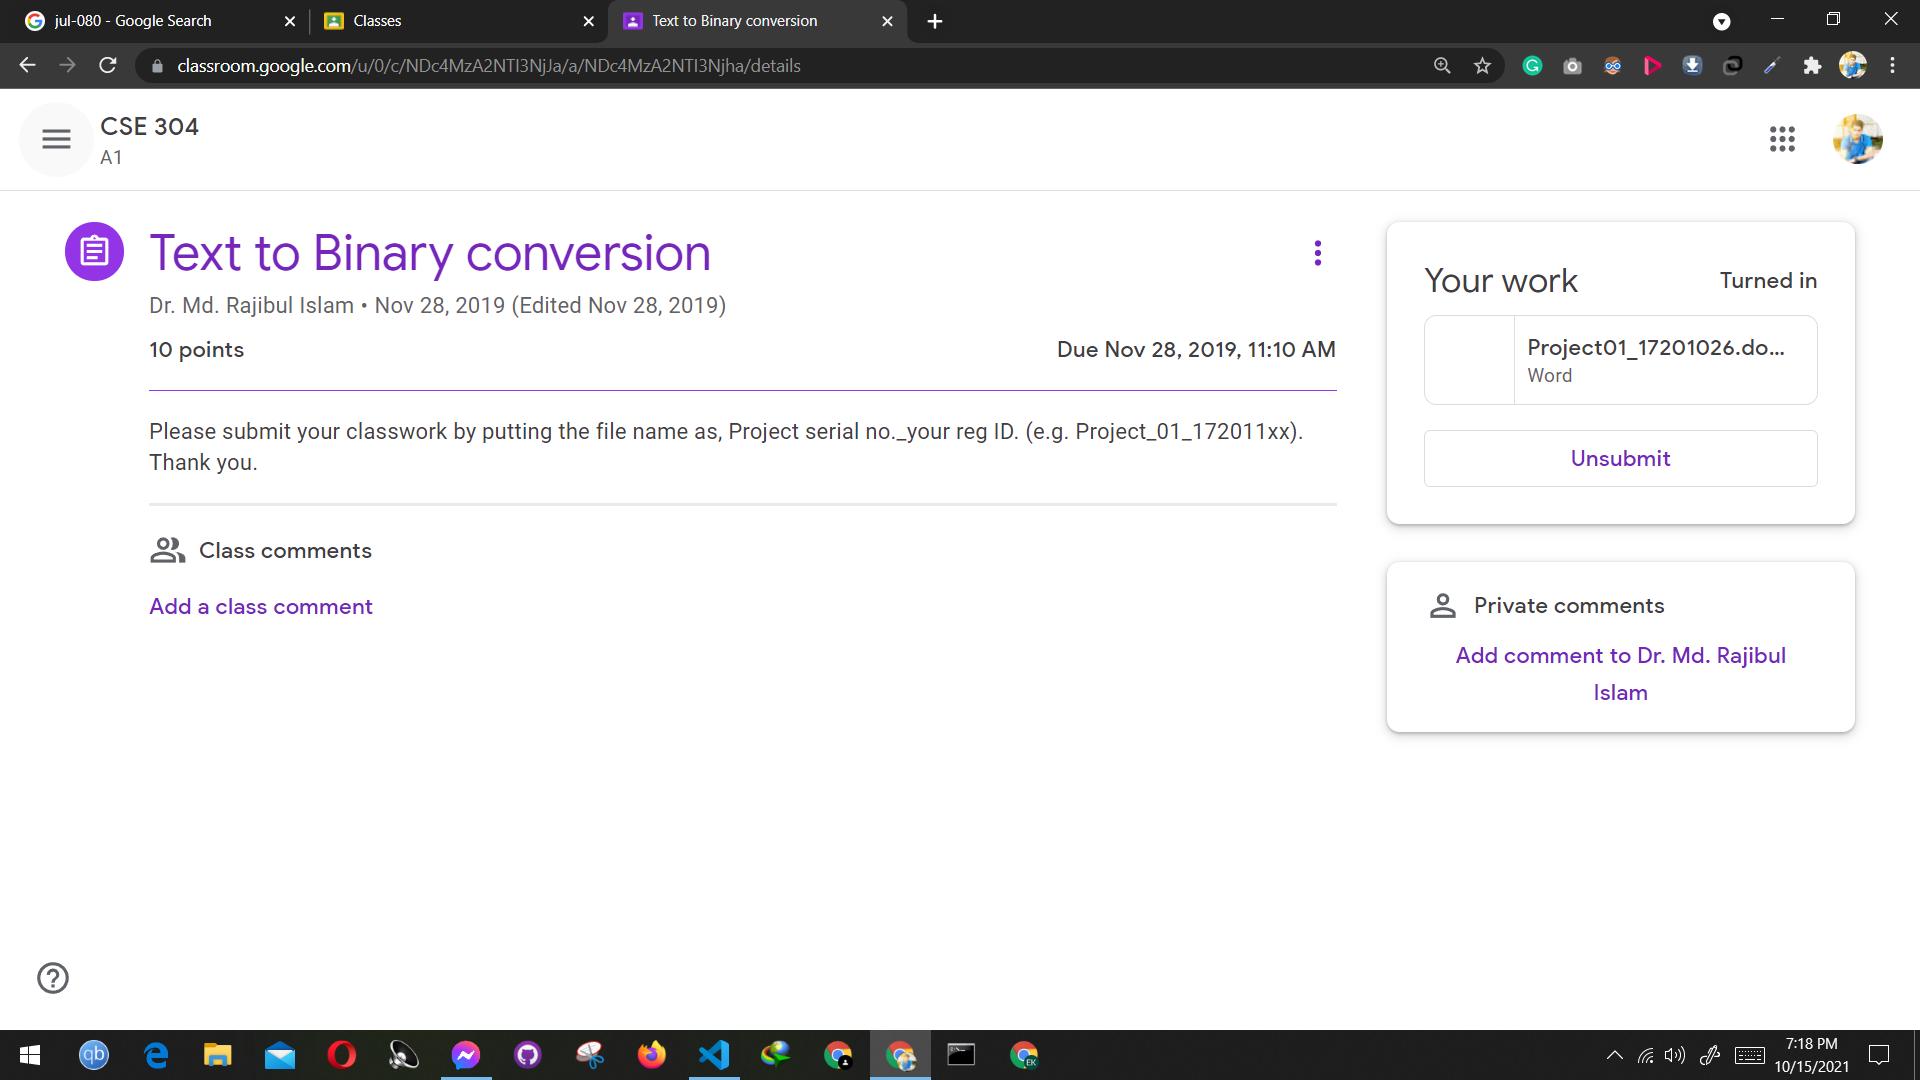 jul-080 - Google Search
Classes
Text to Binary conversion
classroom.google.com/u/0/c/NDc4MzA2NTI3NjJa/a/NDc4MzA2NTI3Njha/details
CSE 304
A1
Text to Binary conversion
Dr. Md. Rajibul Islam • Nov 28, 2019 (Edited Nov 28, 2019)
10 points
Due Nov 28, 2019, 11:10 AM
Please submit your classwork by putting the file name as, Project serial no._your reg ID. (e.g. Project_01_172011xx).
Thank you.
Class comments
Add a class comment
Your work
Turned in
Project01_17201026.do...
Word
Unsubmit
Private comments
Add comment to Dr. Md. Rajibul
Islam
qb
EK
7:18 PM
10/15/2021